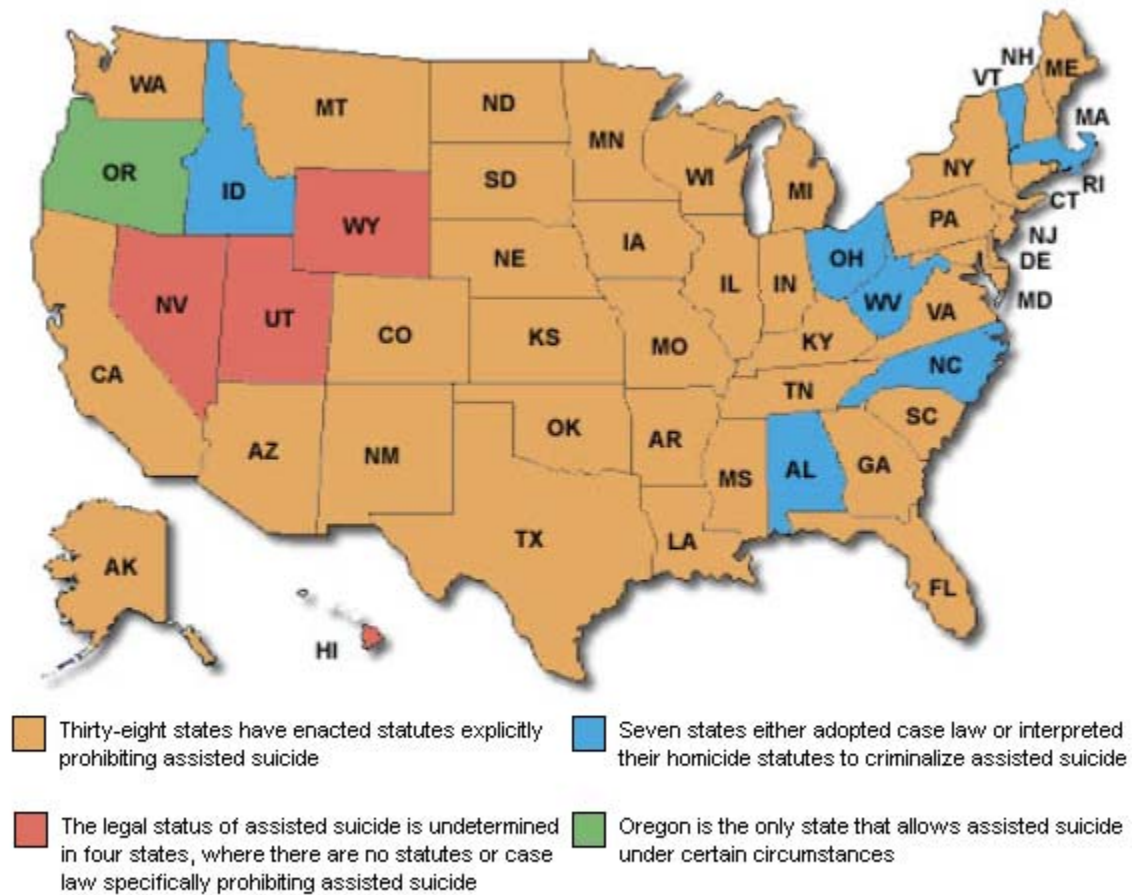 NH
ME
VT
WA
MT
ND
MN
MA
OR
ID
SD
WI
MI
NY
RI
CT
WY
IA
PA
NJ
NE
OH
DE
NV
UT
IL
IN
WV
MD
CO
KS
MO
KY
VA
CA
NC
TN
AZ
NM
OK
AR
SC
MS
AL
GA
TX
LA
AK
FL
HI
Thirty-eight states have enacted statutes explicitly
prohibiting assisted suicide
Seven states either adopted case law or interpreted
their homicide statutes to criminalize assisted suicide
The legal status of assisted suicide is undetermined
in four states, where there are no statutes or case
law specifically prohibiting assisted suicide
Oregon is the only state that allows assisted suicide
under certain circumstances